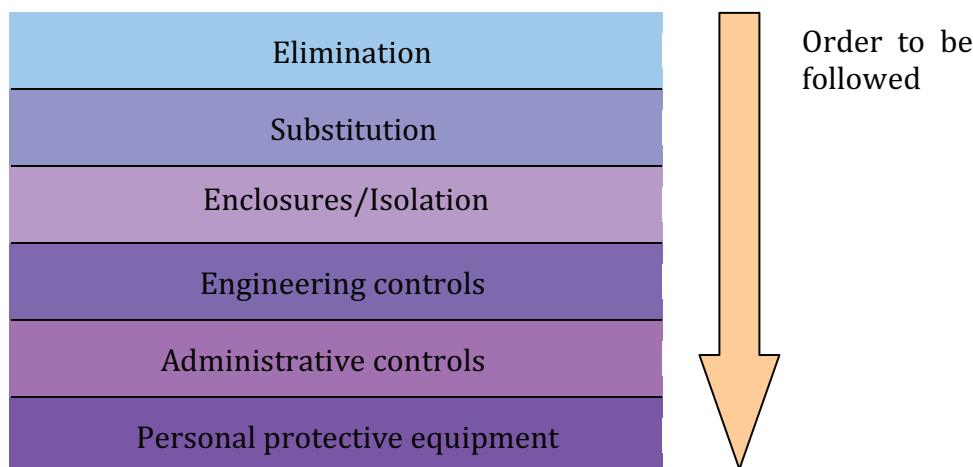 Elimination
Substitution
Enclosures/Isolation
Engineering controls
Administrative controls
Personal protective equipment
Order to be
followed